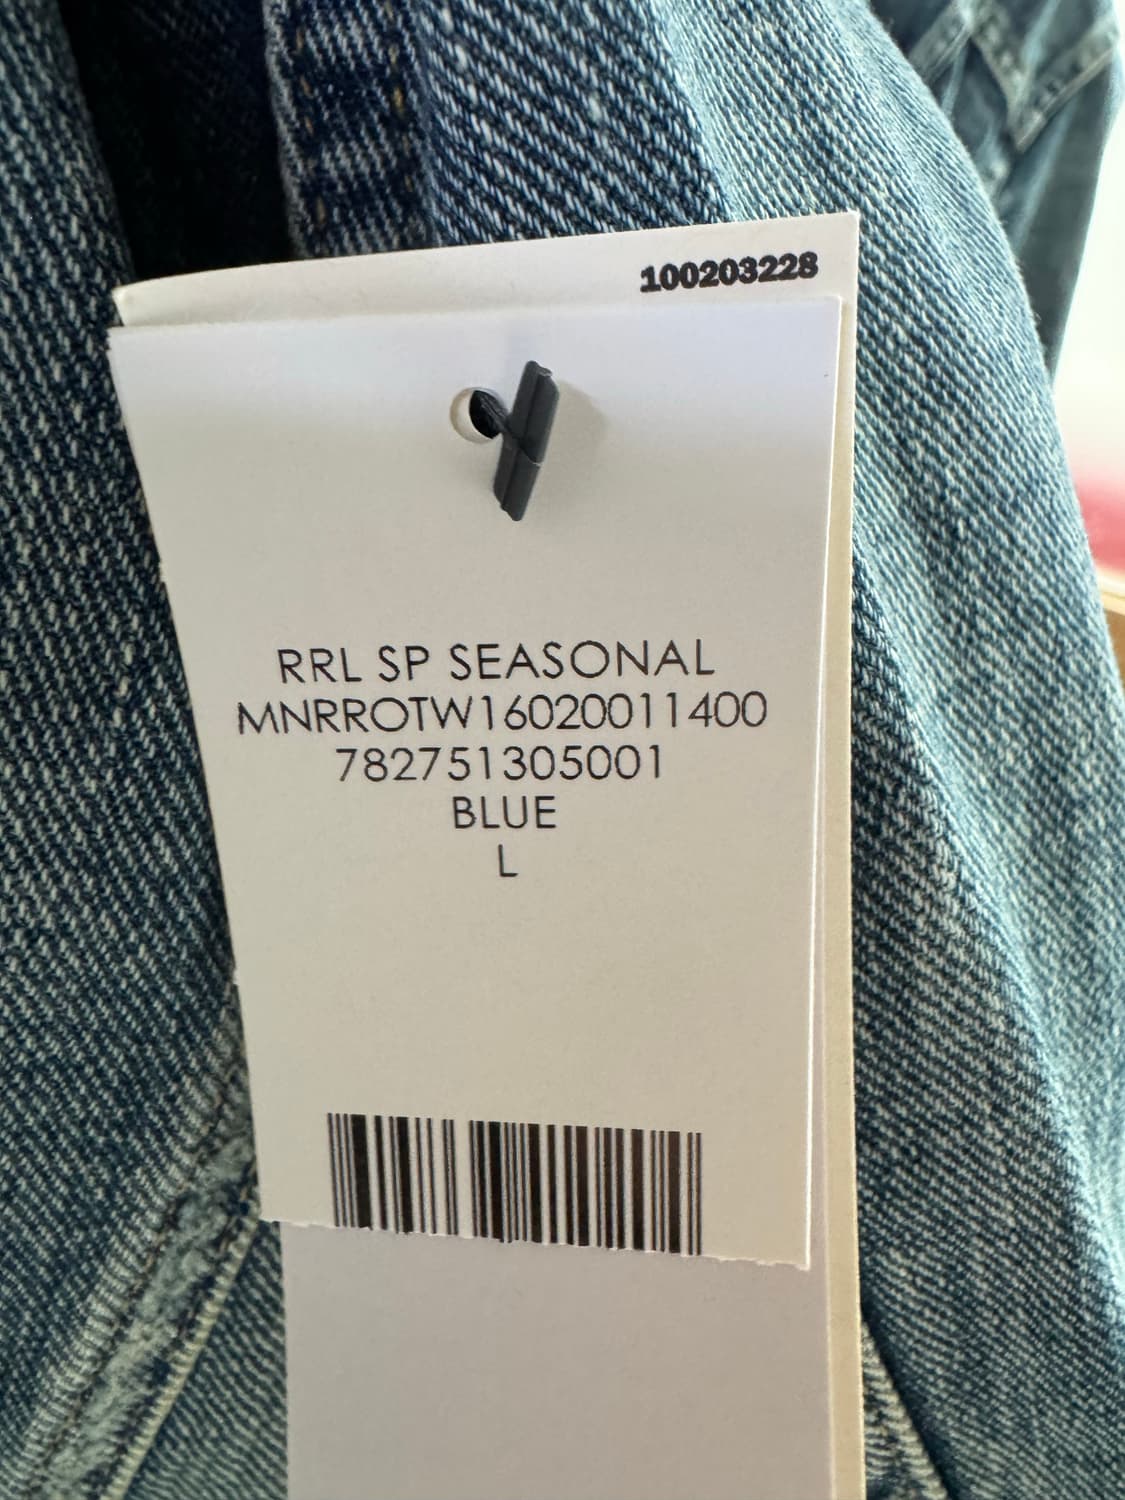 100203228
RRL SP SEASONAL
MNRROTW16020011400
782751305001
BLUE
L